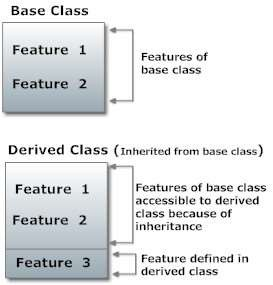 Base Class
Feature 1
Feature 2
Features of
base class
Derived Class (Inherited from base class)
Feature 1
Feature 2
Features of base class
accessible to derived
class because of
inheritance
Feature 3
Feature defined in
derived class